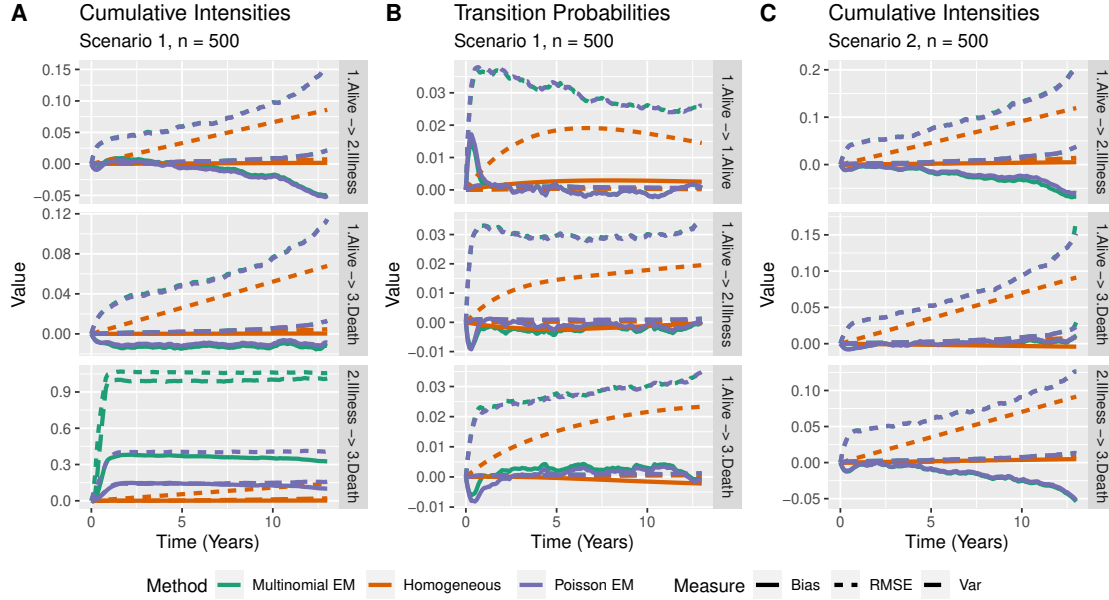 A
Cumulative Intensities
Scenario 1, n = 500
0.15
0.10
0.05
0.00
−0.05
1.Alive −> 2.Illness
0.12
0.08
0.04
0.00
1.Alive −> 3.Death
0.9
0.6
0.3
0.0
2.Illness −> 3.Death
Value
0 5 10
Time (Years)
B
Transition Probabilities
Scenario 1, n = 500
0.03
0.02
0.01
0.00
1.Alive −> 1.Alive
0.03
0.02
0.01
0.00
−0.01
1.Alive −> 2.Illness
0.03
0.02
0.01
0.00
−0.01
1.Alive −> 3.Death
Value
0 5 10
Time (Years)
C
Cumulative Intensities
Scenario 2, n = 500
0.2
0.1
0.0
1.Alive −> 2.Illness
0.15
0.10
0.05
0.00
1.Alive −> 3.Death
0.10
0.05
0.00
−0.05
2.Illness −> 3.Death
Value
0 5 10
Time (Years)
Method Multinomial EM Homogeneous Poisson EM Measure Bias RMSE Var